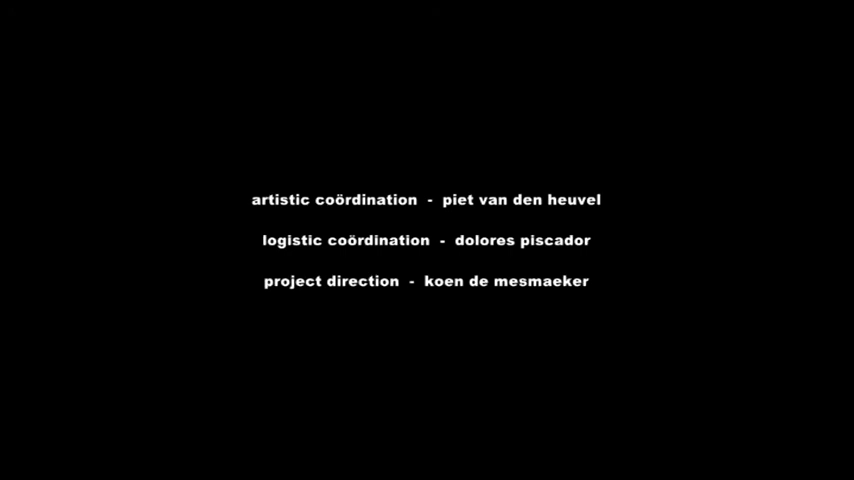 artistic coördination - piet van den heuvel
logistic coördination - dolores piscador
project direction - koen de mesmaeker